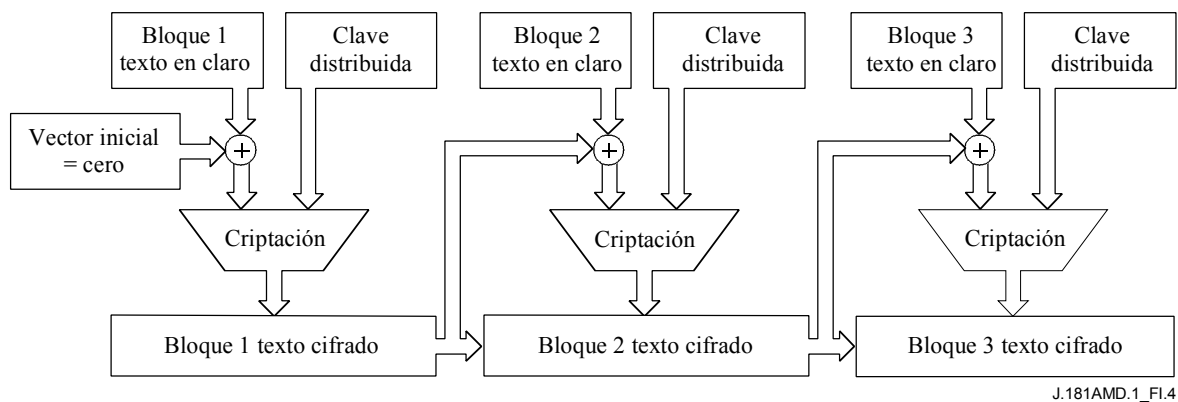 Bloque 1
texto en claro
Clave
distribuida
Bloque 2
texto en claro
Clave
distribuida
Bloque 3
texto en claro
Clave
distribuida
Vector inicial
= cero
+
+
+
Criptación
Criptación
Criptación
Bloque 1 texto cifrado
Bloque 2 texto cifrado
Bloque 3 texto cifrado
J.181AMD.1_FI.4